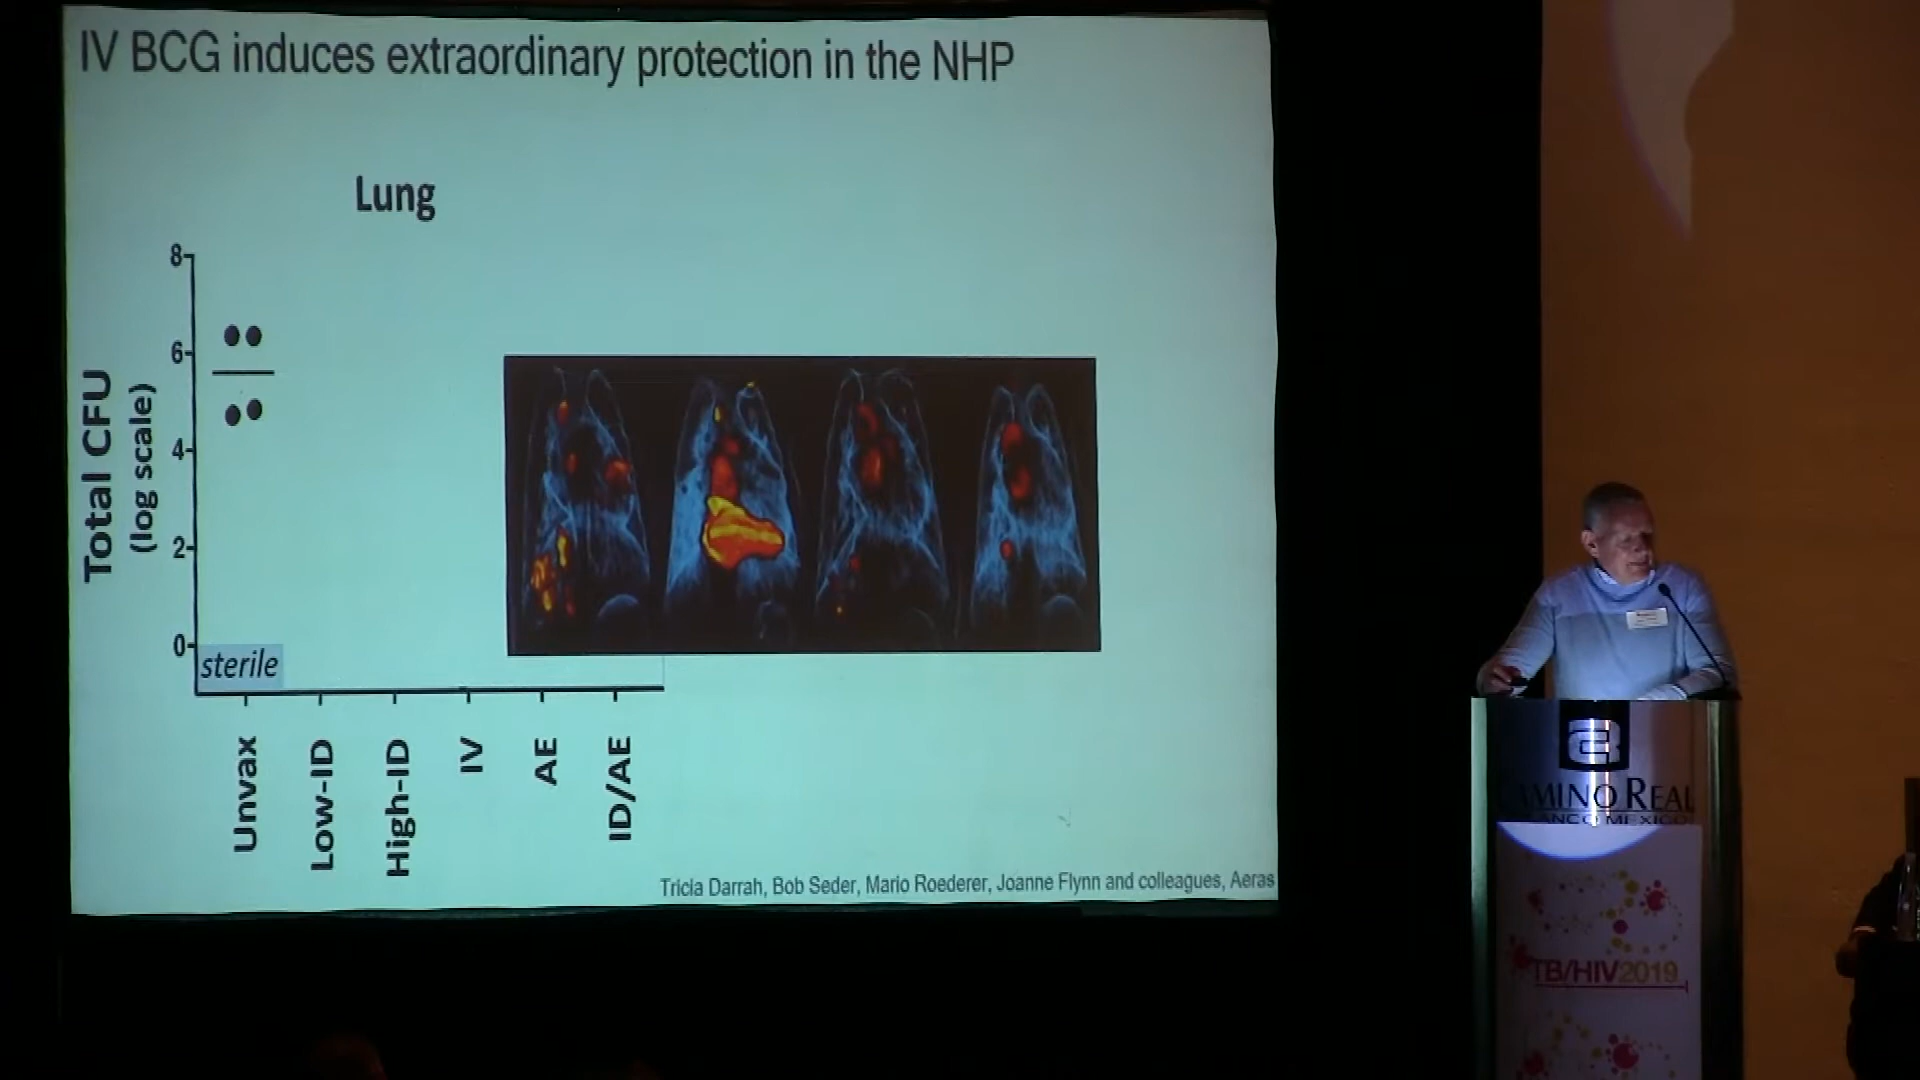 IV BCG induces extraordinary protection in the NHP
Lung
Total CFU
(log scale)
8
6
4
2
0
sterile
Unvax
Low-ID
High-ID
IV
AE
ID/AE
Tricia Darrah, Bob Seder, Mario Roederer, Joanne Flynn and colleagues, Aeras
CAMINO REAL
MEXICO
TB/HIV2019